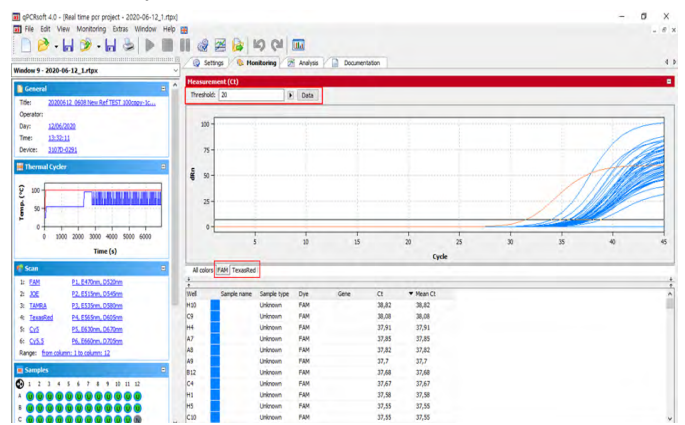 qPCRsoft 4.0 - [Real time pcr project - 2020-06-12_1.rtpx]
File Edit View Monitoring Extras Window Help
Settings Monitoring Analysis Documentation
Window 9 - 2020-06-12_1.rtpx
General
Title: 20200612_0608 New RefTEST 100copy-1c...
Operator:
Day: 12/06/2020
Time: 13:32:11
Device: 3107D-0291
Thermal Cycler
Temp. (°C)
100
50
0
0 1000 2000 3000 4000 5000 6000
Time (s)
Scan
1: FAM P1, E470nm, D520nm
2: JOE P2, E515nm, D545nm
3: TAMRA P3, E535nm, D580nm
4: TexasRed P4, E565nm, D605nm
5: Cy5 P5, E630nm, D670nm
6: Cy5.5 P6, E660nm, D705nm
Range: from column: 1 to column: 12
Samples
1 2 3 4 5 6 7 8 9 10 11 12
A U U U U U U U U U U U U
B U U U U U U U U U U U U
C U U U U U U U U U U U N
Measurement (Ct)
Threshold: 20 Data
dRn
100
75
50
25
0
5 10 15 20 25 30 35 40 45
Cycle
All colors FAM TexasRed
Well Sample name Sample type Dye Gene Ct Mean Ct
H10 Unknown FAM 38,82 38,82
C9 Unknown FAM 38,08 38,08
H4 Unknown FAM 37,91 37,91
A7 Unknown FAM 37,85 37,85
A8 Unknown FAM 37,82 37,82
A9 Unknown FAM 37,7 37,7
B12 Unknown FAM 37,68 37,68
C4 Unknown FAM 37,67 37,67
H1 Unknown FAM 37,58 37,58
H5 Unknown FAM 37,55 37,55
C10 Unknown FAM 37,55 37,55